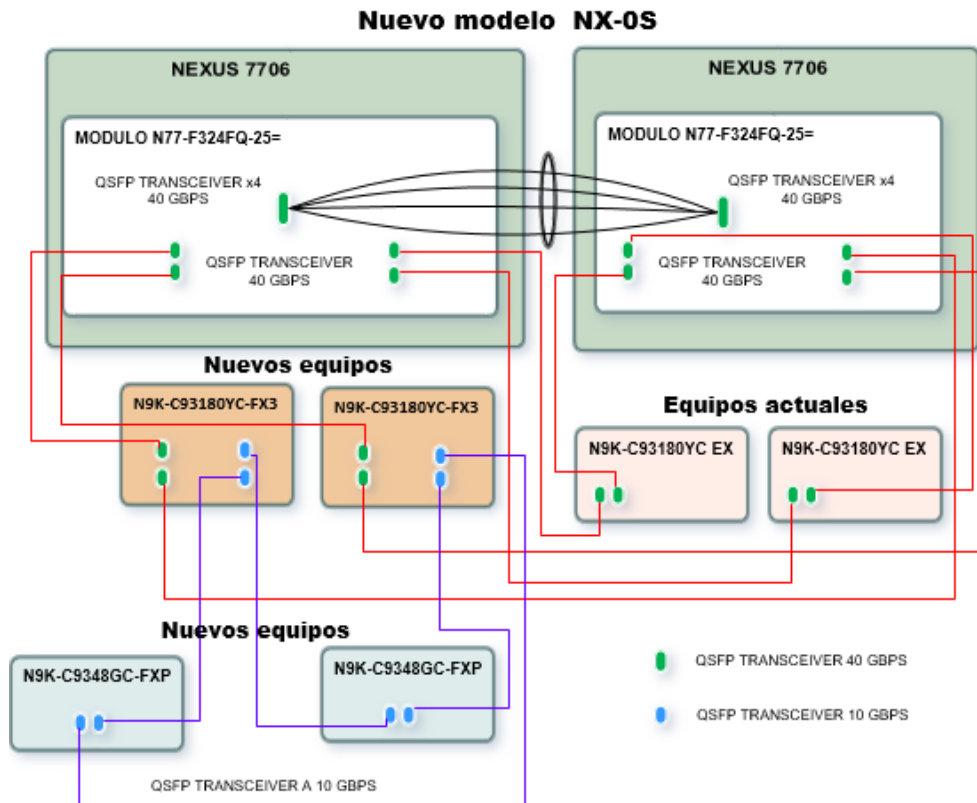 Nuevo modelo  NX-0S
NEXUS 7706
NEXUS 7706
MODULO N77-F324FQ-25=
MODULO N77-F324FQ-25=
QSFP TRANSCEIVER x4
40 GBPS
QSFP TRANSCEIVER x4
40 GBPS
QSFP TRANSCEIVER
40 GBPS
QSFP TRANSCEIVER
40 GBPS
Nuevos equipos
N9K-C93180YC-FX3
N9K-C93180YC-FX3
Equipos actuales
N9K-C93180YC EX
N9K-C93180YC EX
Nuevos equipos
N9K-C9348GC-FXP
N9K-C9348GC-FXP
QSFP TRANSCEIVER 40 GBPS
QSFP TRANSCEIVER 10 GBPS
QSFP TRANSCEIVER A 10 GBPS